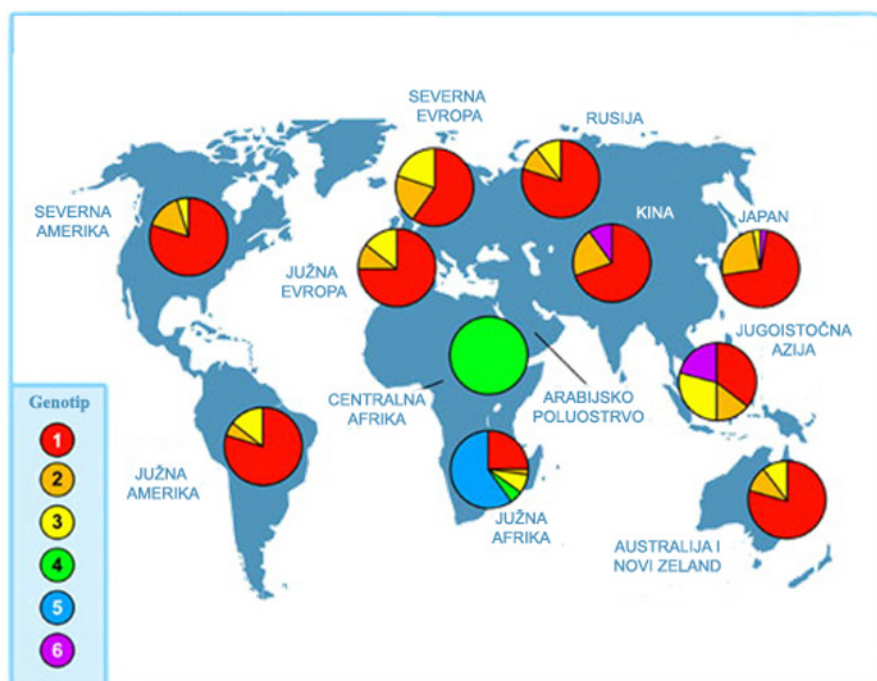 SEVERNA
EVROPA
RUSIJA
SEVERNA
AMERIKA
KINA
JAPAN
JUŽNA
EVROPA
JUGOISTOČNA
AZIJA
CENTRALNA
AFRIKA
ARABIJSKO
POLUOSTRVO
Genotip
1
2
3
4
5
6
JUŽNA
AMERIKA
JUŽNA
AFRIKA
AUSTRALIJA I
NOVI ZELAND